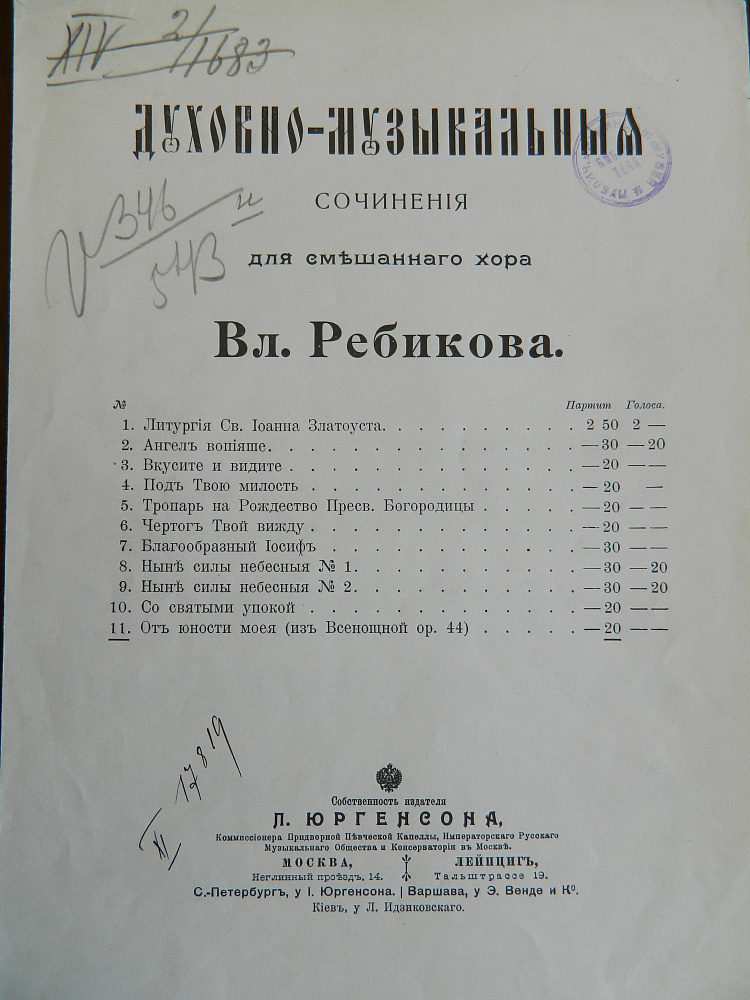 XIV 2/1683
ДУХОВНО-МУЗЫКАЛЬНЫЯ
СОЧИНЕНІЯ
для смѣшаннаго хора
Вл. Ребикова.
№ Партит Голоса.
1. Литургія Св. Іоанна Златоуста. . . . . . . . . . 2 50 2 —
2. Ангелъ вопіяше. . . . . . . . . . . . . . . . — 30 — 20
3. Вкусите и видите . . . . . . . . . . . . . . — 20 — —
4. Подъ Твою милость . . . . . . . . . . . . . — 20 —
5. Тропарь на Рождество Пресв. Богородицы . . . . . — 20 — —
6. Чертогъ Твой вижду . . . . . . . . . . . . . — 20 — —
7. Благообразный Іосифъ . . . . . . . . . . . . — 30 — —
8. Нынѣ силы небесныя № 1. . . . . . . . . . . — 30 — 20
9. Нынѣ силы небесныя № 2. . . . . . . . . . . — 30 — 20
10. Со святыми упокой . . . . . . . . . . . . . — 20 — —
11. Отъ юности моея (изъ Всенощной op. 44) . . . . . — 20 — —
XI 17819
Собственность издателя
П. ЮРГЕНСОНА,
Коммиссіонера Придворной Пѣвческой Капеллы, Императорскаго Русскаго
Музыкальнаго Общества и Консерваторіи въ Москвѣ.
МОСКВА, ЛЕЙПЦИГЪ,
Неглинный проѣздъ, 14. Тальштрассе 19.
С.-Петербургъ, у І. Юргенсона. | Варшава, у Э. Венде и К⁰.
Кіевъ, у Л. Идзиковскаго.